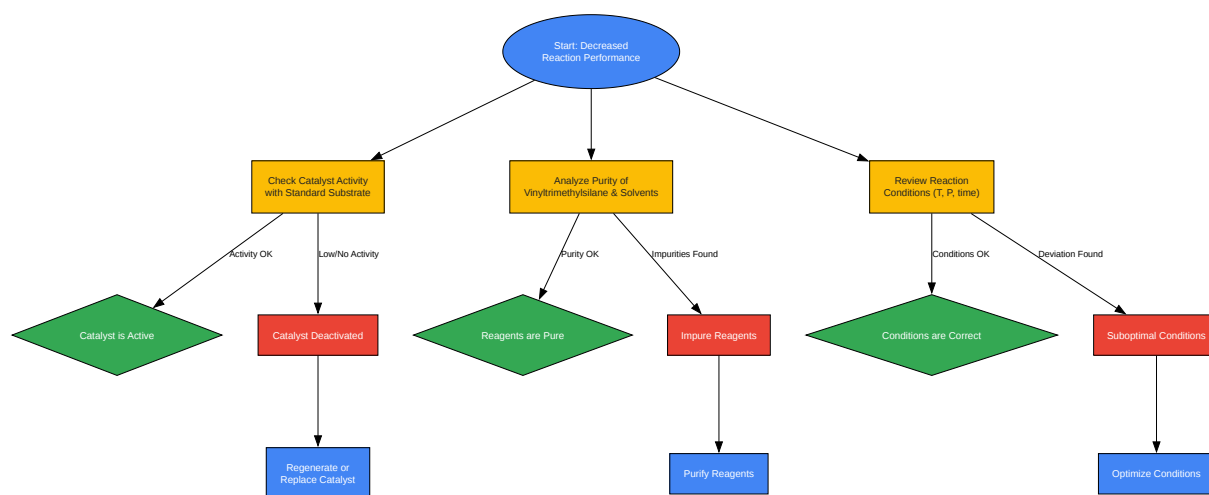 Start: Decreased
Reaction Performance
Check Catalyst Activity
with Standard Substrate
Analyze Purity of
Vinyltrimethylsilane & Solvents
Review Reaction
Conditions (T, P, time)
Activity OK
Low/No Activity
Purity OK
Impurities Found
Conditions OK
Deviation Found
Catalyst is Active
Catalyst Deactivated
Reagents are Pure
Impure Reagents
Conditions are Correct
Suboptimal Conditions
Regenerate or
Replace Catalyst
Purify Reagents
Optimize Conditions